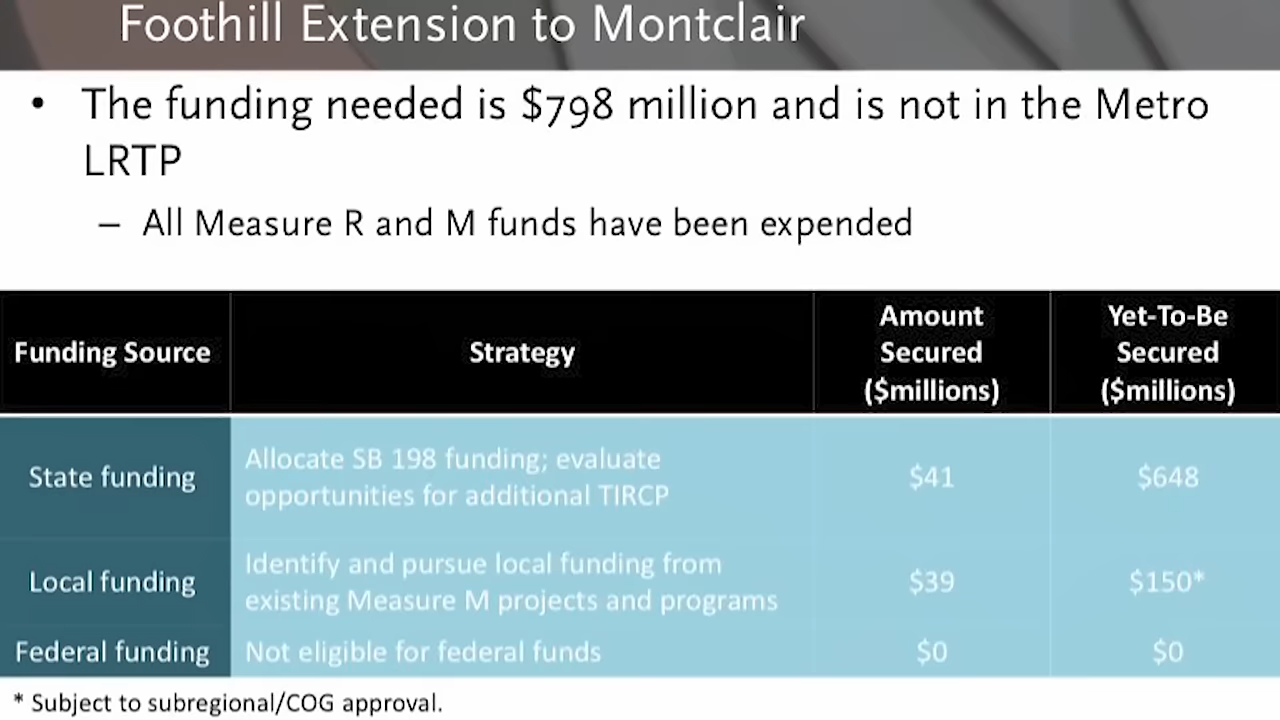 Foothill Extension to Montclair
• The funding needed is $798 million and is not in the Metro
LRTP
– All Measure R and M funds have been expended
Funding Source
Strategy
Amount
Secured
($millions)
Yet-To-Be
Secured
($millions)
State funding
Allocate SB 198 funding; evaluate
opportunities for additional TIRCP
$41
$648
Local funding
Identify and pursue local funding from
existing Measure M projects and programs
$39
$150*
Federal funding
Not eligible for federal funds
$0
$0
* Subject to subregional/COG approval.